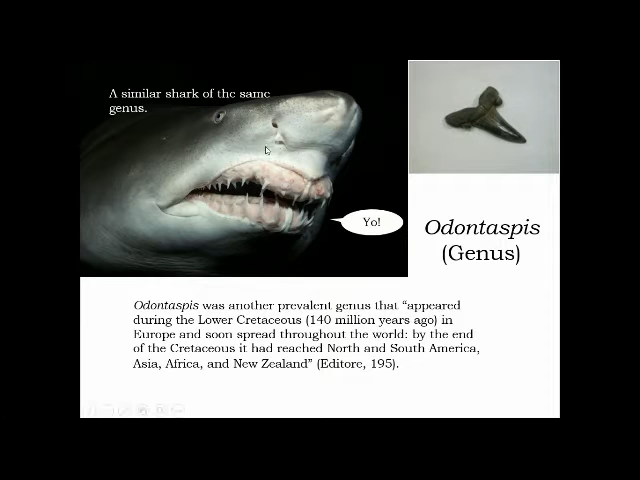 A similar shark of the same
genus.
Yo!
Odontaspis
(Genus)
Odontaspis was another prevalent genus that “appeared
during the Lower Cretaceous (140 million years ago) in
Europe and soon spread throughout the world: by the end
of the Cretaceous it had reached North and South America,
Asia, Africa, and New Zealand” (Editore, 195).